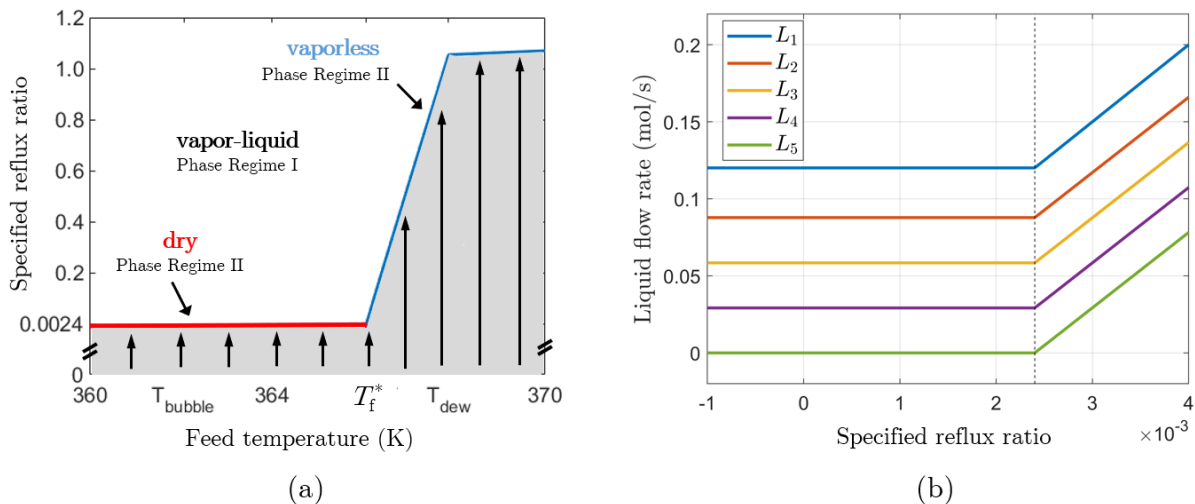 1.2
1.0
0.8
0.6
0.4
0.2
0.0024
0
Specified reflux ratio
vaporless
Phase Regime II
vapor-liquid
Phase Regime I
dry
Phase Regime II
360 T_bubble 364 T_f^* T_dew 370
Feed temperature (K)
(a)
0.2
0.15
0.1
0.05
0
Liquid flow rate (mol/s)
L_1
L_2
L_3
L_4
L_5
-1 0 1 2 3 4
×10^-3
Specified reflux ratio
(b)